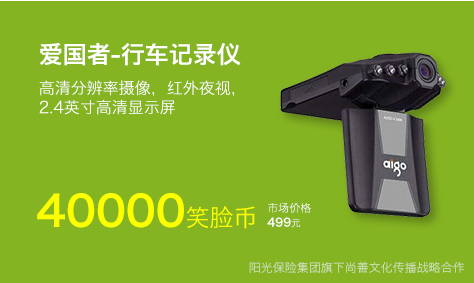 爱国者-行车记录仪
高清分辨率摄像，红外夜视，
2.4英寸高清显示屏
aigo
40000笑脸币
市场价格
499元
阳光保险集团旗下尚善文化传播战略合作